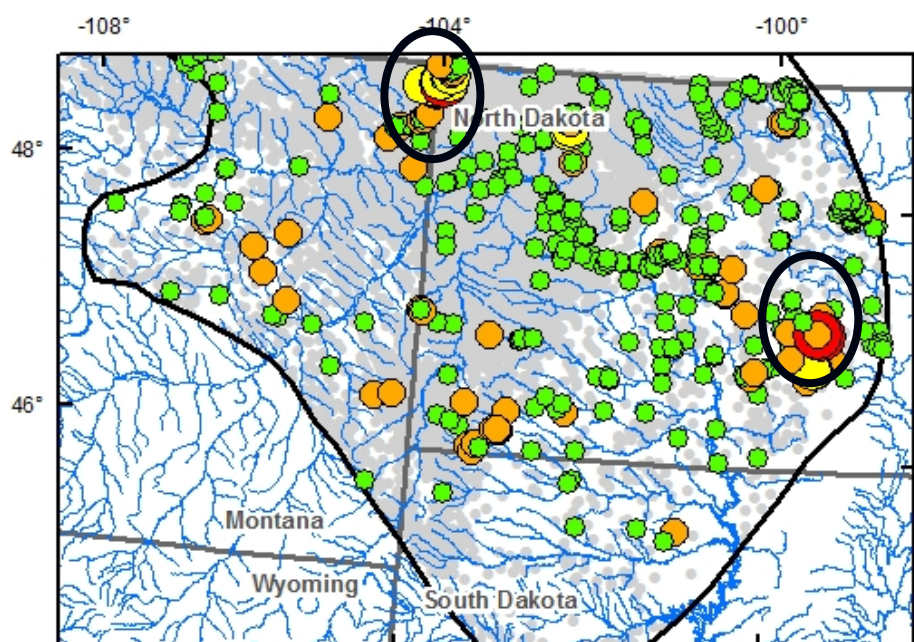 -108° -104° -100°
North Dakota
48°
46°
Montana
Wyoming
South Dakota